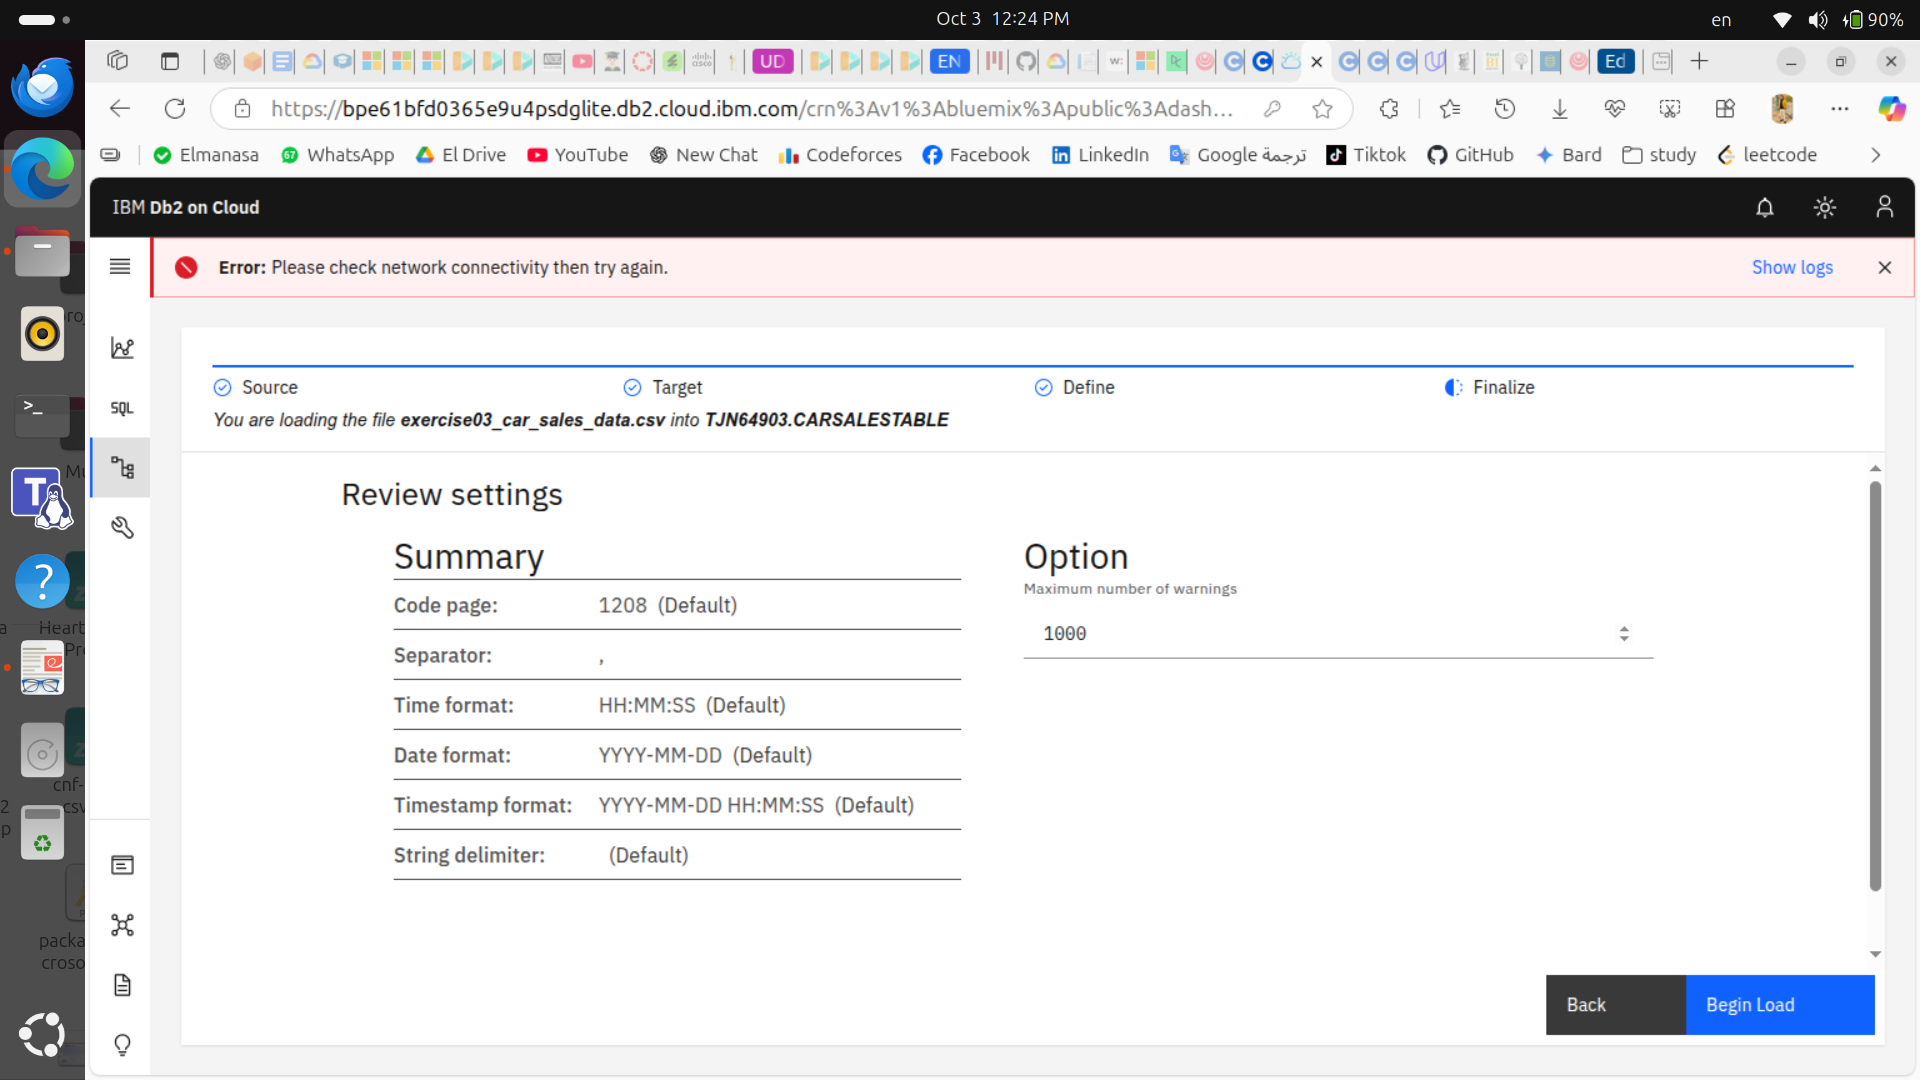 Oct 3 12:24 PM
en
90%
UD
EN
Ed
https://bpe61bfd0365e9u4psdglite.db2.cloud.ibm.com/crn%3Av1%3Abluemix%3Apublic%3Adash...
Elmanasa
WhatsApp
El Drive
YouTube
New Chat
Codeforces
Facebook
LinkedIn
Google ترجمة
Tiktok
GitHub
Bard
study
leetcode
IBM Db2 on Cloud
Error: Please check network connectivity then try again.
Show logs
SQL
Source
Target
Define
Finalize
You are loading the file exercise03_car_sales_data.csv into TJN64903.CARSALESTABLE
Review settings
Summary
Code page: 1208 (Default)
Separator: ,
Time format: HH:MM:SS (Default)
Date format: YYYY-MM-DD (Default)
Timestamp format: YYYY-MM-DD HH:MM:SS (Default)
String delimiter: (Default)
Option
Maximum number of warnings
1000
Back
Begin Load
Heart
cnf-
csv
packa
croso